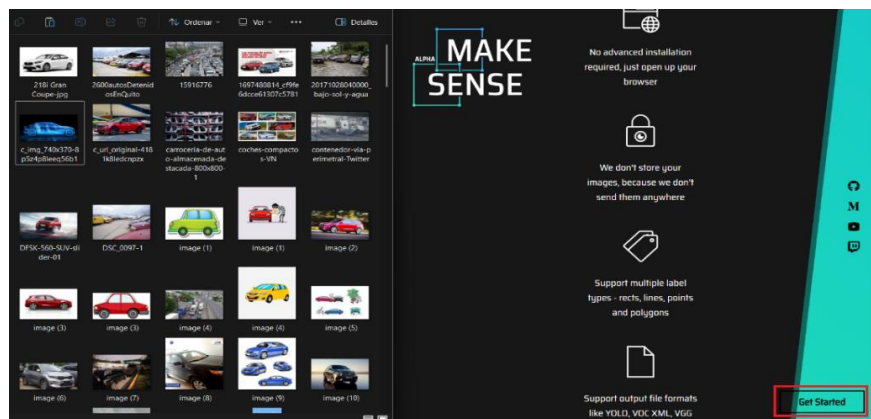 Ordenar
Ver
Detalles
218i Gran
Coupe-jpg
2600autosDetenid
osEnQuito
15916776
1697480814_cf9fe
6dcce61307c5781
20171028040000_
bajo-sol-y-agua
c_img_740x370-8
p5z4p8leeq56b1
c_url_original-418
1k8ledcnpzx
carroceria-de-aut
o-almacenada-de
stacada-800x800-
1
coches-compacto
s-VN
contenedor-via-p
erimetral-Twitter
DFSK-560-SUV-sli
der-01
DSC_0097-1
image (1)
image (1)
image (2)
image (3)
image (3)
image (4)
image (4)
image (5)
image (6)
image (7)
image (8)
image (9)
image (10)
ALPHA
MAKE
SENSE
No advanced installation
required, just open up your
browser
We don't store your
images, because we don't
send them anywhere
Support multiple label
types - rects, lines, points
and polygons
Support output file formats
like YOLO, VOC XML, VGG
Get Started